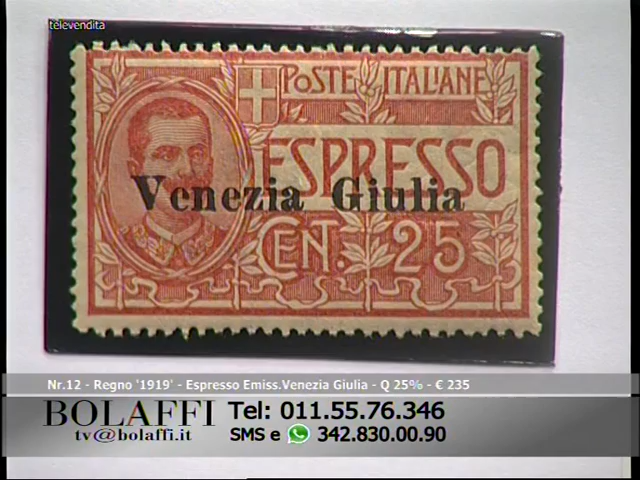 televendita
POSTE ITALIANE
ESPRESSO
Venezia Giulia
CENT. 25
Nr.12 - Regno '1919' - Espresso Emiss.Venezia Giulia - Q 25% - € 235
BOLAFFI Tel: 011.55.76.346
tv@bolaffi.it SMS e 342.830.00.90